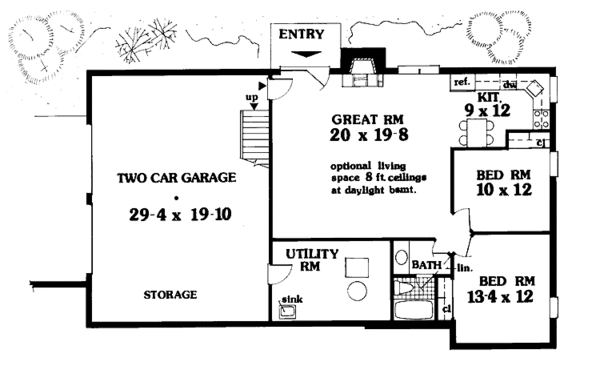 ENTRY
up
ref.
dw
KIT.
9 x 12
GREAT RM
20 x 19-8
optional living
space 8 ft. ceilings
at daylight bsmt.
cl
TWO CAR GARAGE
29-4 x 19-10
BED RM
10 x 12
UTILITY
RM
BATH
lin.
BED RM
13-4 x 12
STORAGE
sink
cl